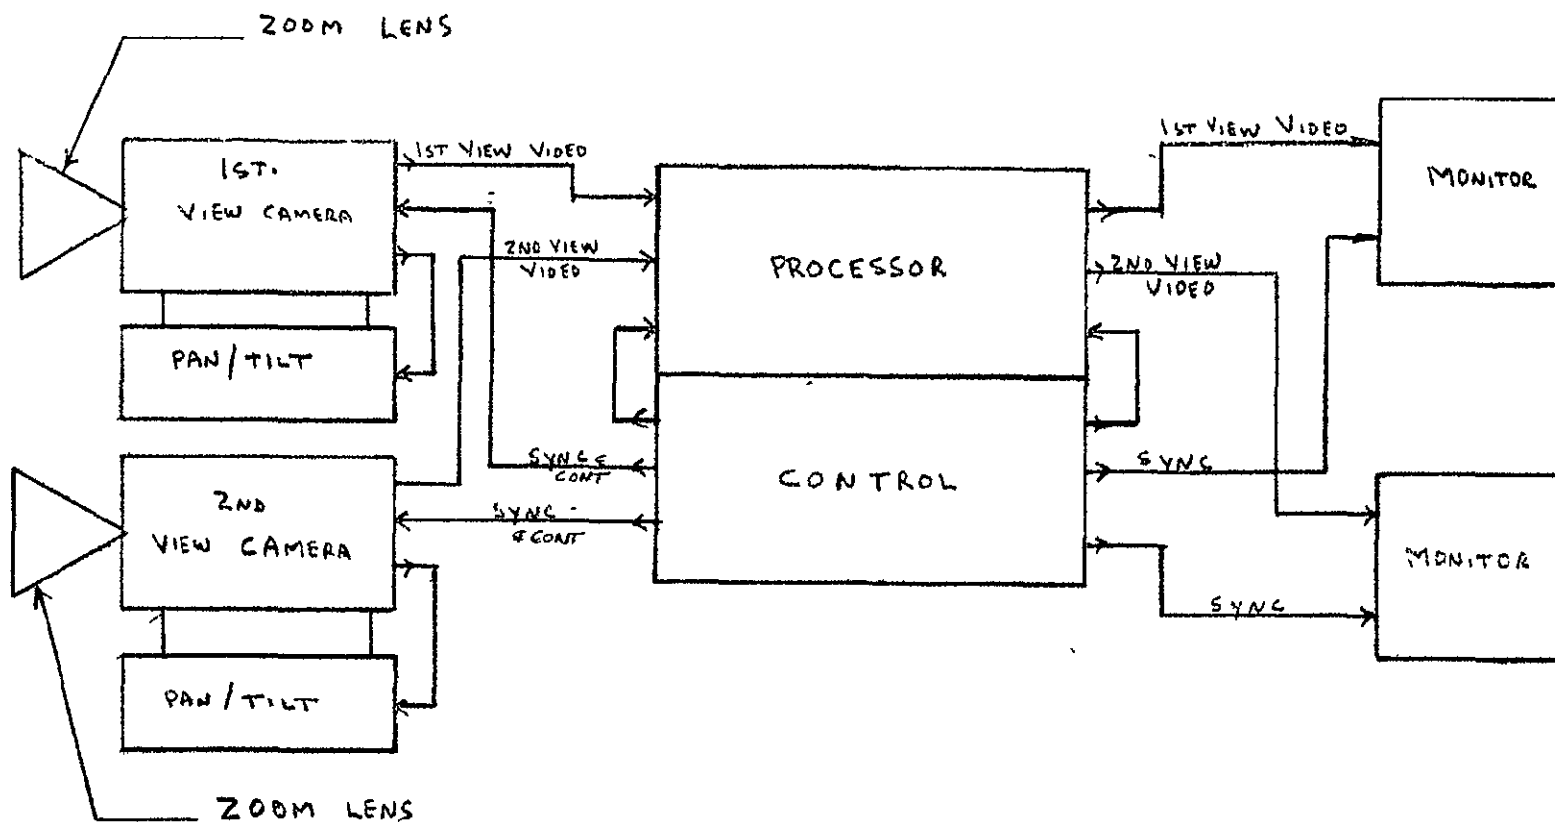 ZOOM LENS
1ST.
VIEW CAMERA
PAN/TILT
1ST VIEW VIDEO
2ND VIEW
VIDEO
PROCESSOR
CONTROL
SYNC &
CONT
SYNC
& CONT
2ND
VIEW CAMERA
PAN/TILT
ZOOM LENS
1ST VIEW VIDEO
MONITOR
2ND VIEW
VIDEO
SYNC
MONITOR
SYNC